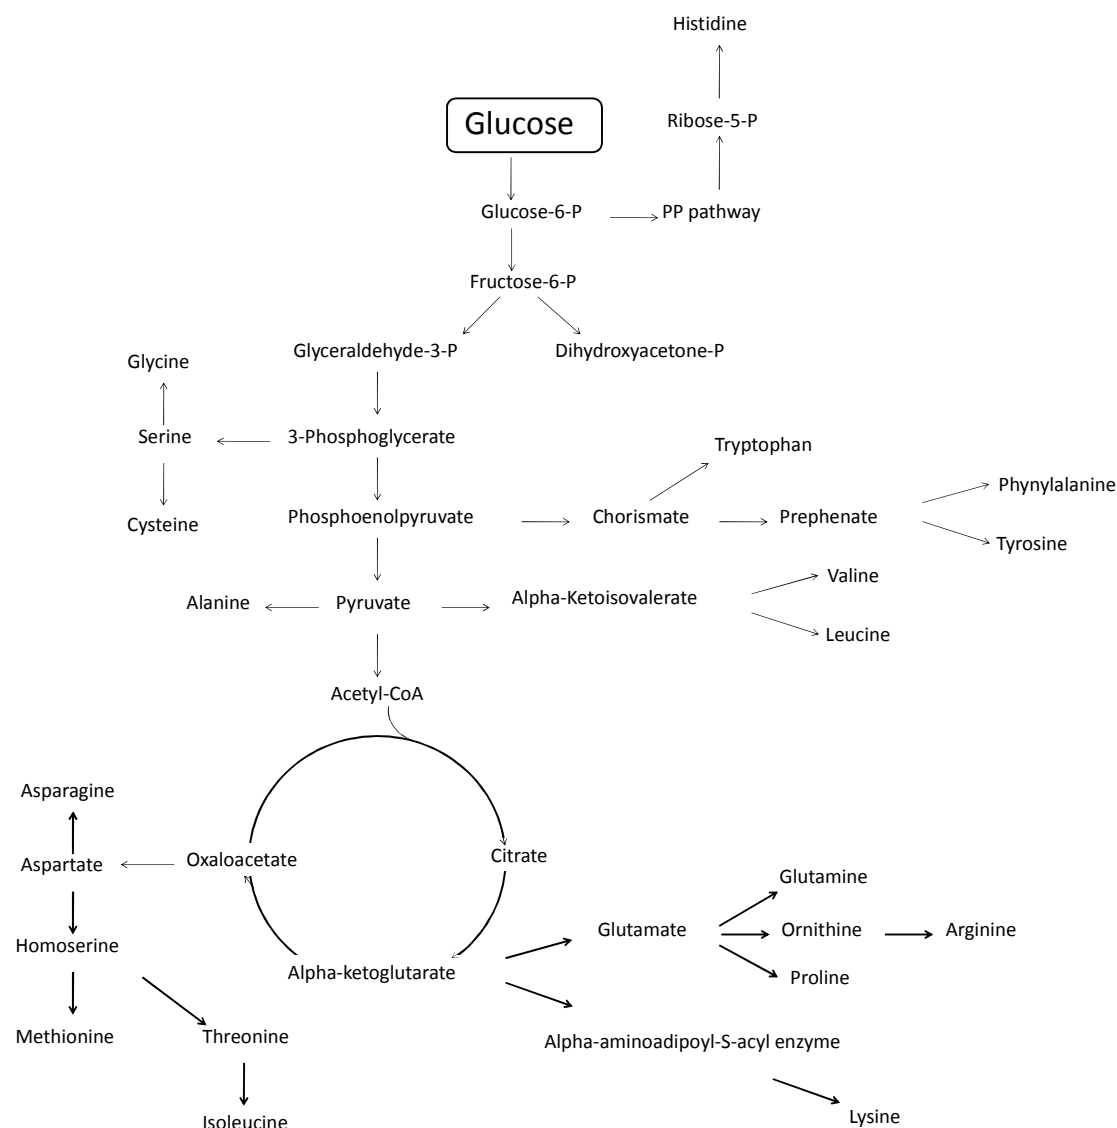 Histidine
Glucose
Ribose-5-P
Glucose-6-P
PP pathway
Fructose-6-P
Glyceraldehyde-3-P
Dihydroxyacetone-P
Glycine
Serine
3-Phosphoglycerate
Tryptophan
Cysteine
Phosphoenolpyruvate
Chorismate
Prephenate
Phynylalanine
Tyrosine
Alanine
Pyruvate
Alpha-Ketoisovalerate
Valine
Leucine
Acetyl-CoA
Asparagine
Aspartate
Oxaloacetate
Citrate
Glutamine
Homoserine
Glutamate
Ornithine
Arginine
Alpha-ketoglutarate
Proline
Methionine
Threonine
Alpha-aminoadipoyl-S-acyl enzyme
Isoleucine
Lysine